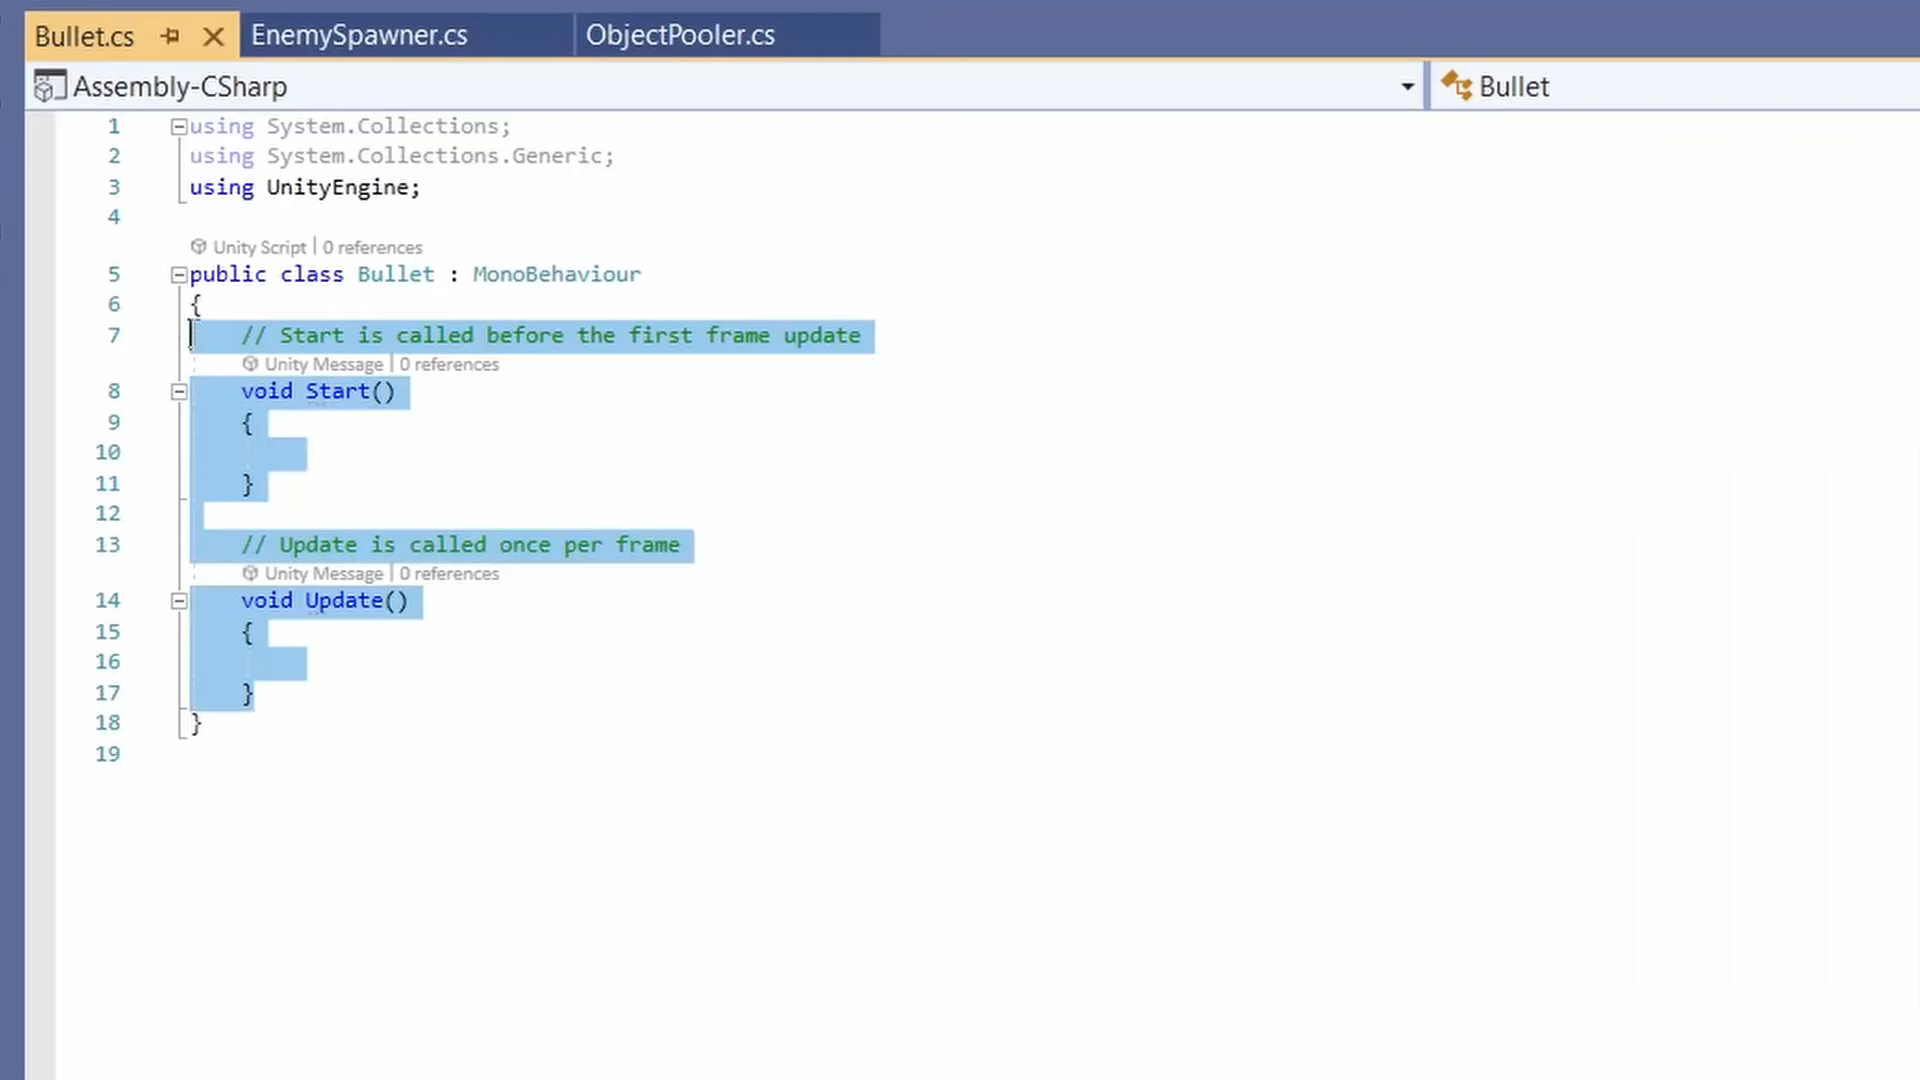 Bullet.cs EnemySpawner.cs ObjectPooler.cs
Assembly-CSharp Bullet
1 using System.Collections;
2 using System.Collections.Generic;
3 using UnityEngine;
4
Unity Script | 0 references
5 public class Bullet : MonoBehaviour
6 {
7 // Start is called before the first frame update
Unity Message | 0 references
8 void Start()
9 {
10
11 }
12
13 // Update is called once per frame
Unity Message | 0 references
14 void Update()
15 {
16
17 }
18 }
19